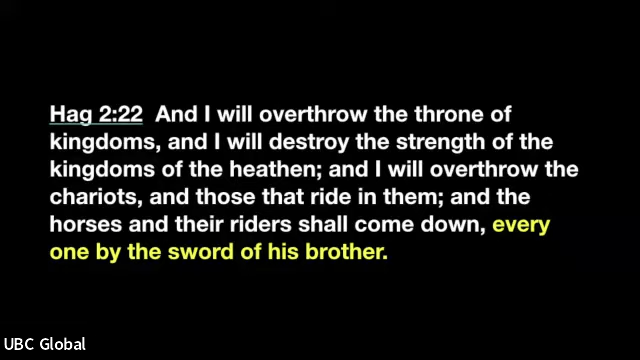 Hag 2:22  And I will overthrow the throne of
kingdoms, and I will destroy the strength of the
kingdoms of the heathen; and I will overthrow the
chariots, and those that ride in them; and the
horses and their riders shall come down, every
one by the sword of his brother.
UBC Global